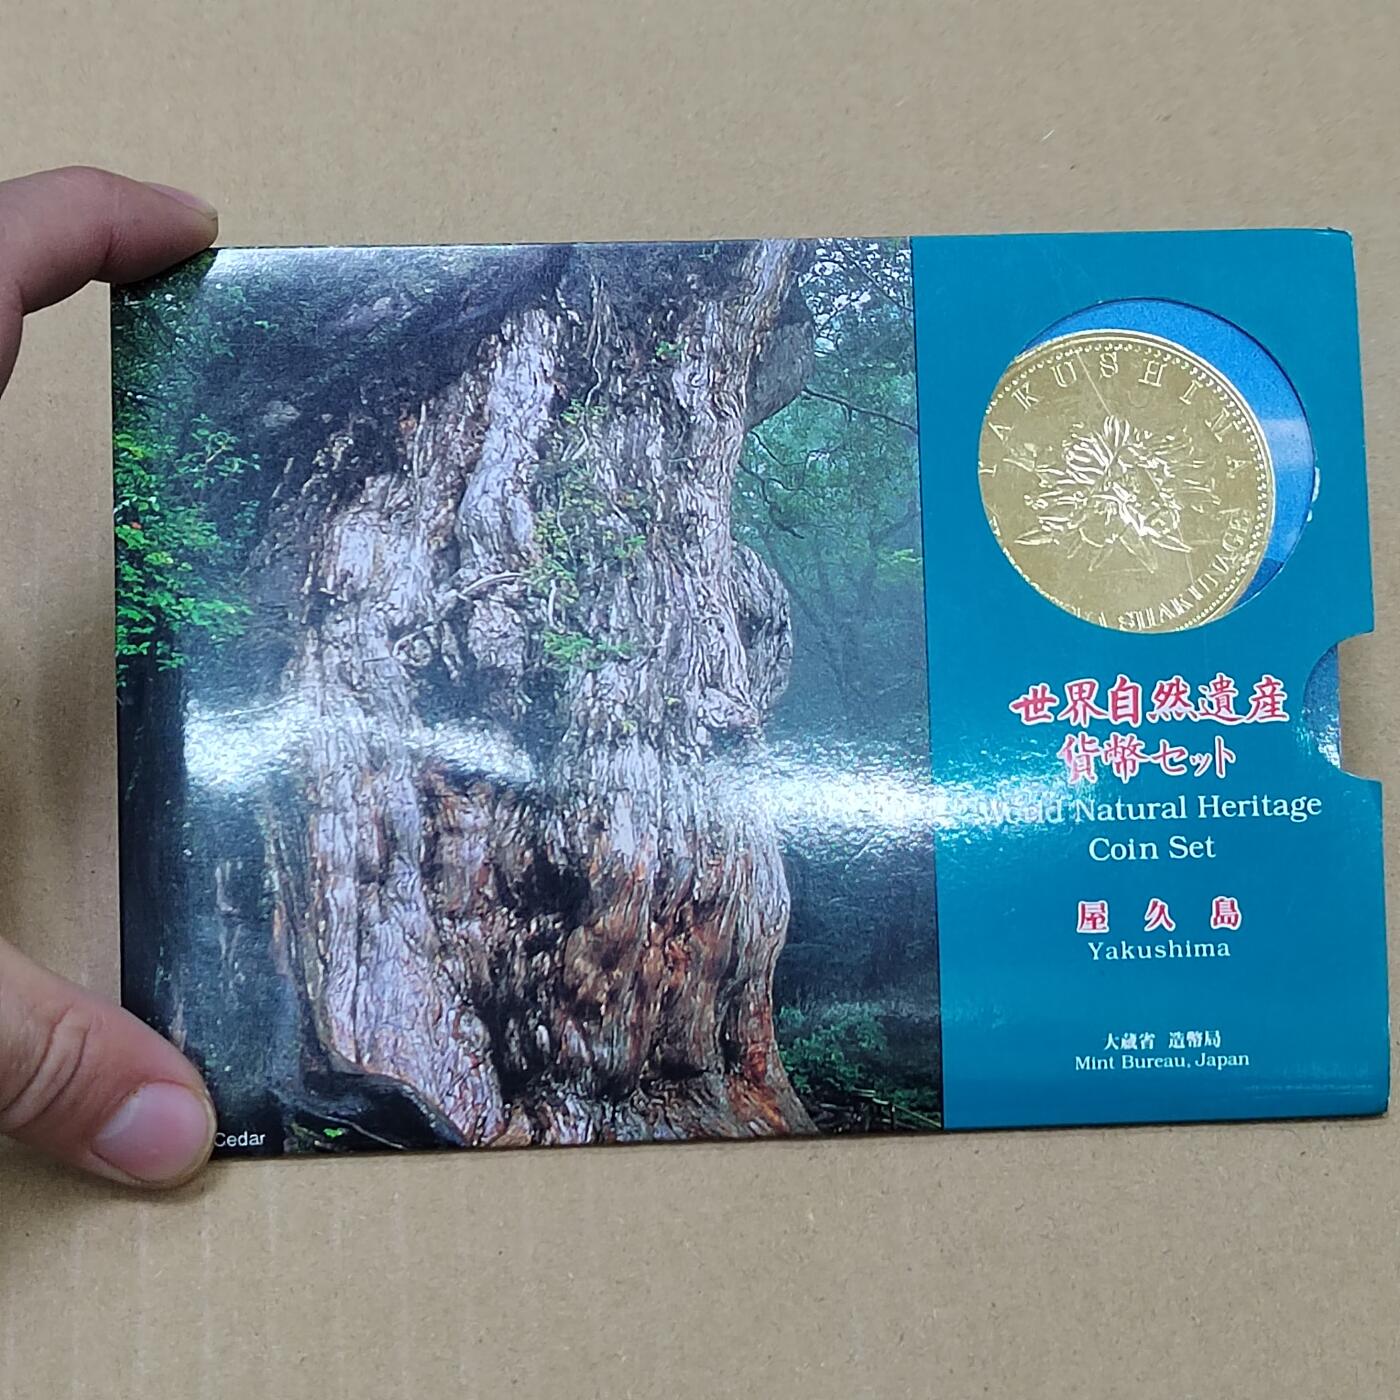 YAKUSHIMA
SHAKUNAGE
世界自然遺産
貨幣セット
World Natural Heritage
Coin Set
屋久島
Yakushima
大蔵省 造幣局
Mint Bureau, Japan
Cedar